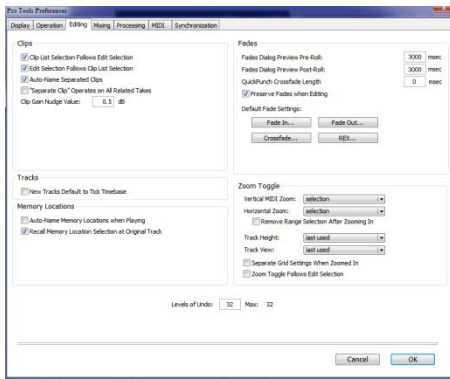 Pro Tools Preferences
Display Operation Editing Mixing Processing MIDI Synchronization
Clips
Clip List Selection Follows Edit Selection
Edit Selection Follows Clip List Selection
Auto-Name Separated Clips
"Separate Clip" Operates on All Related Takes
Clip Gain Nudge Value: 0.5 dB
Tracks
New Tracks Default to Tick Timebase
Memory Locations
Auto-Name Memory Locations when Playing
Recall Memory Location Selection at Original Track
Fades
Fades Dialog Preview Pre-Roll: 3000 msec
Fades Dialog Preview Post-Roll: 3000 msec
QuickPunch Crossfade Length 0 msec
Preserve Fades when Editing
Default Fade Settings:
Fade In... Fade Out...
Crossfade... REX...
Zoom Toggle
Vertical MIDI Zoom: selection
Horizontal Zoom: selection
Remove Range Selection After Zooming In
Track Height: last used
Track View: last used
Separate Grid Settings When Zoomed In
Zoom Toggle Follows Edit Selection
Levels of Undo: 32 Max: 32
Cancel OK